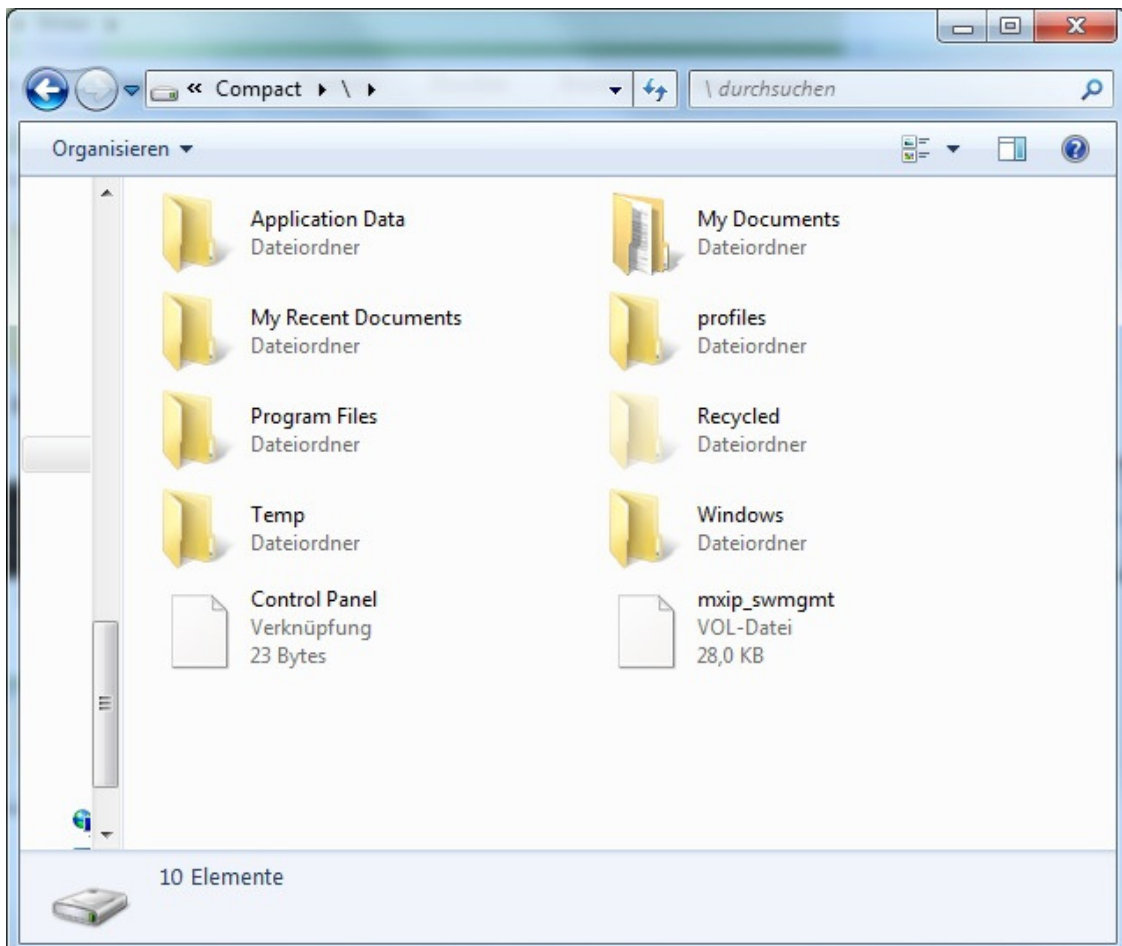 « Compact \
\ durchsuchen
Organisieren
Application Data
Dateiordner
My Documents
Dateiordner
My Recent Documents
Dateiordner
profiles
Dateiordner
Program Files
Dateiordner
Recycled
Dateiordner
Temp
Dateiordner
Windows
Dateiordner
Control Panel
Verknüpfung
23 Bytes
mxip_swmgmt
VOL-Datei
28,0 KB
10 Elemente